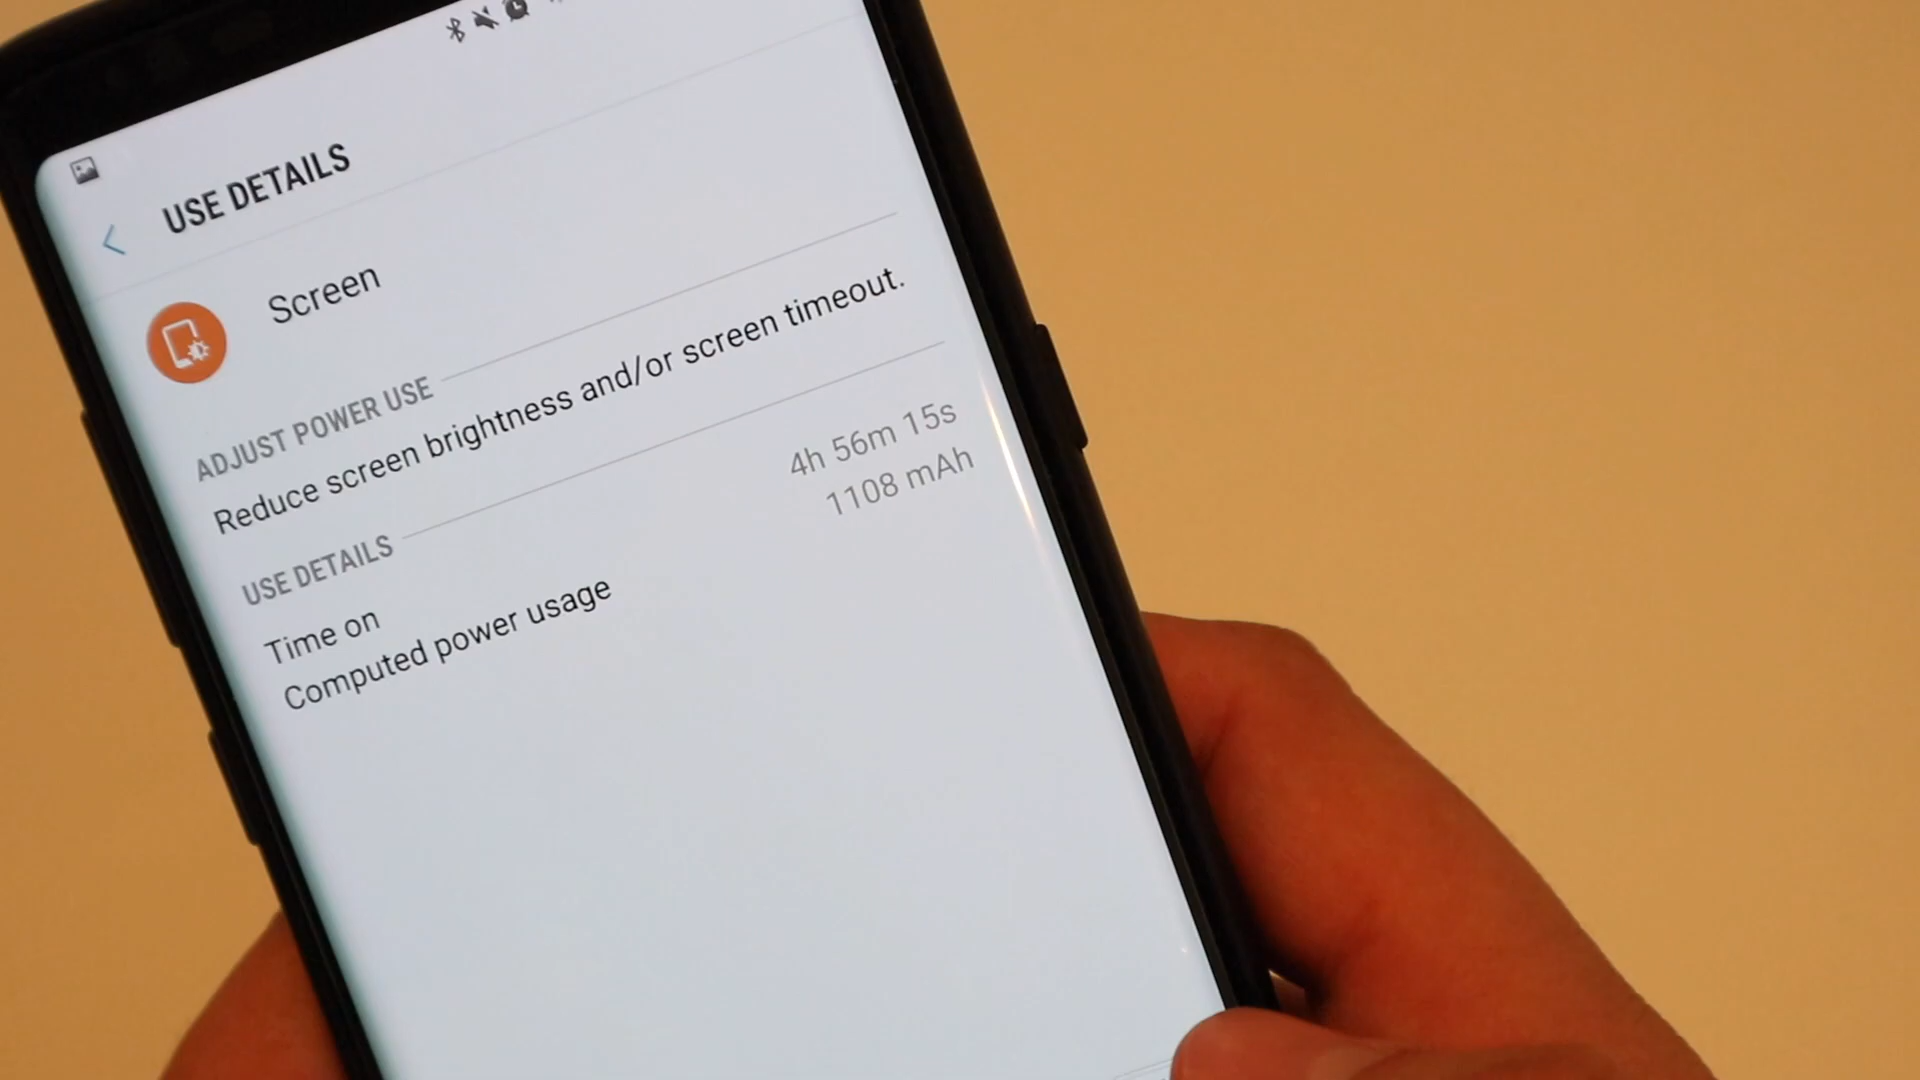 USE DETAILS
Screen
ADJUST POWER USE
Reduce screen brightness and/or screen timeout.
USE DETAILS
Time on 4h 56m 15s
Computed power usage 1108 mAh